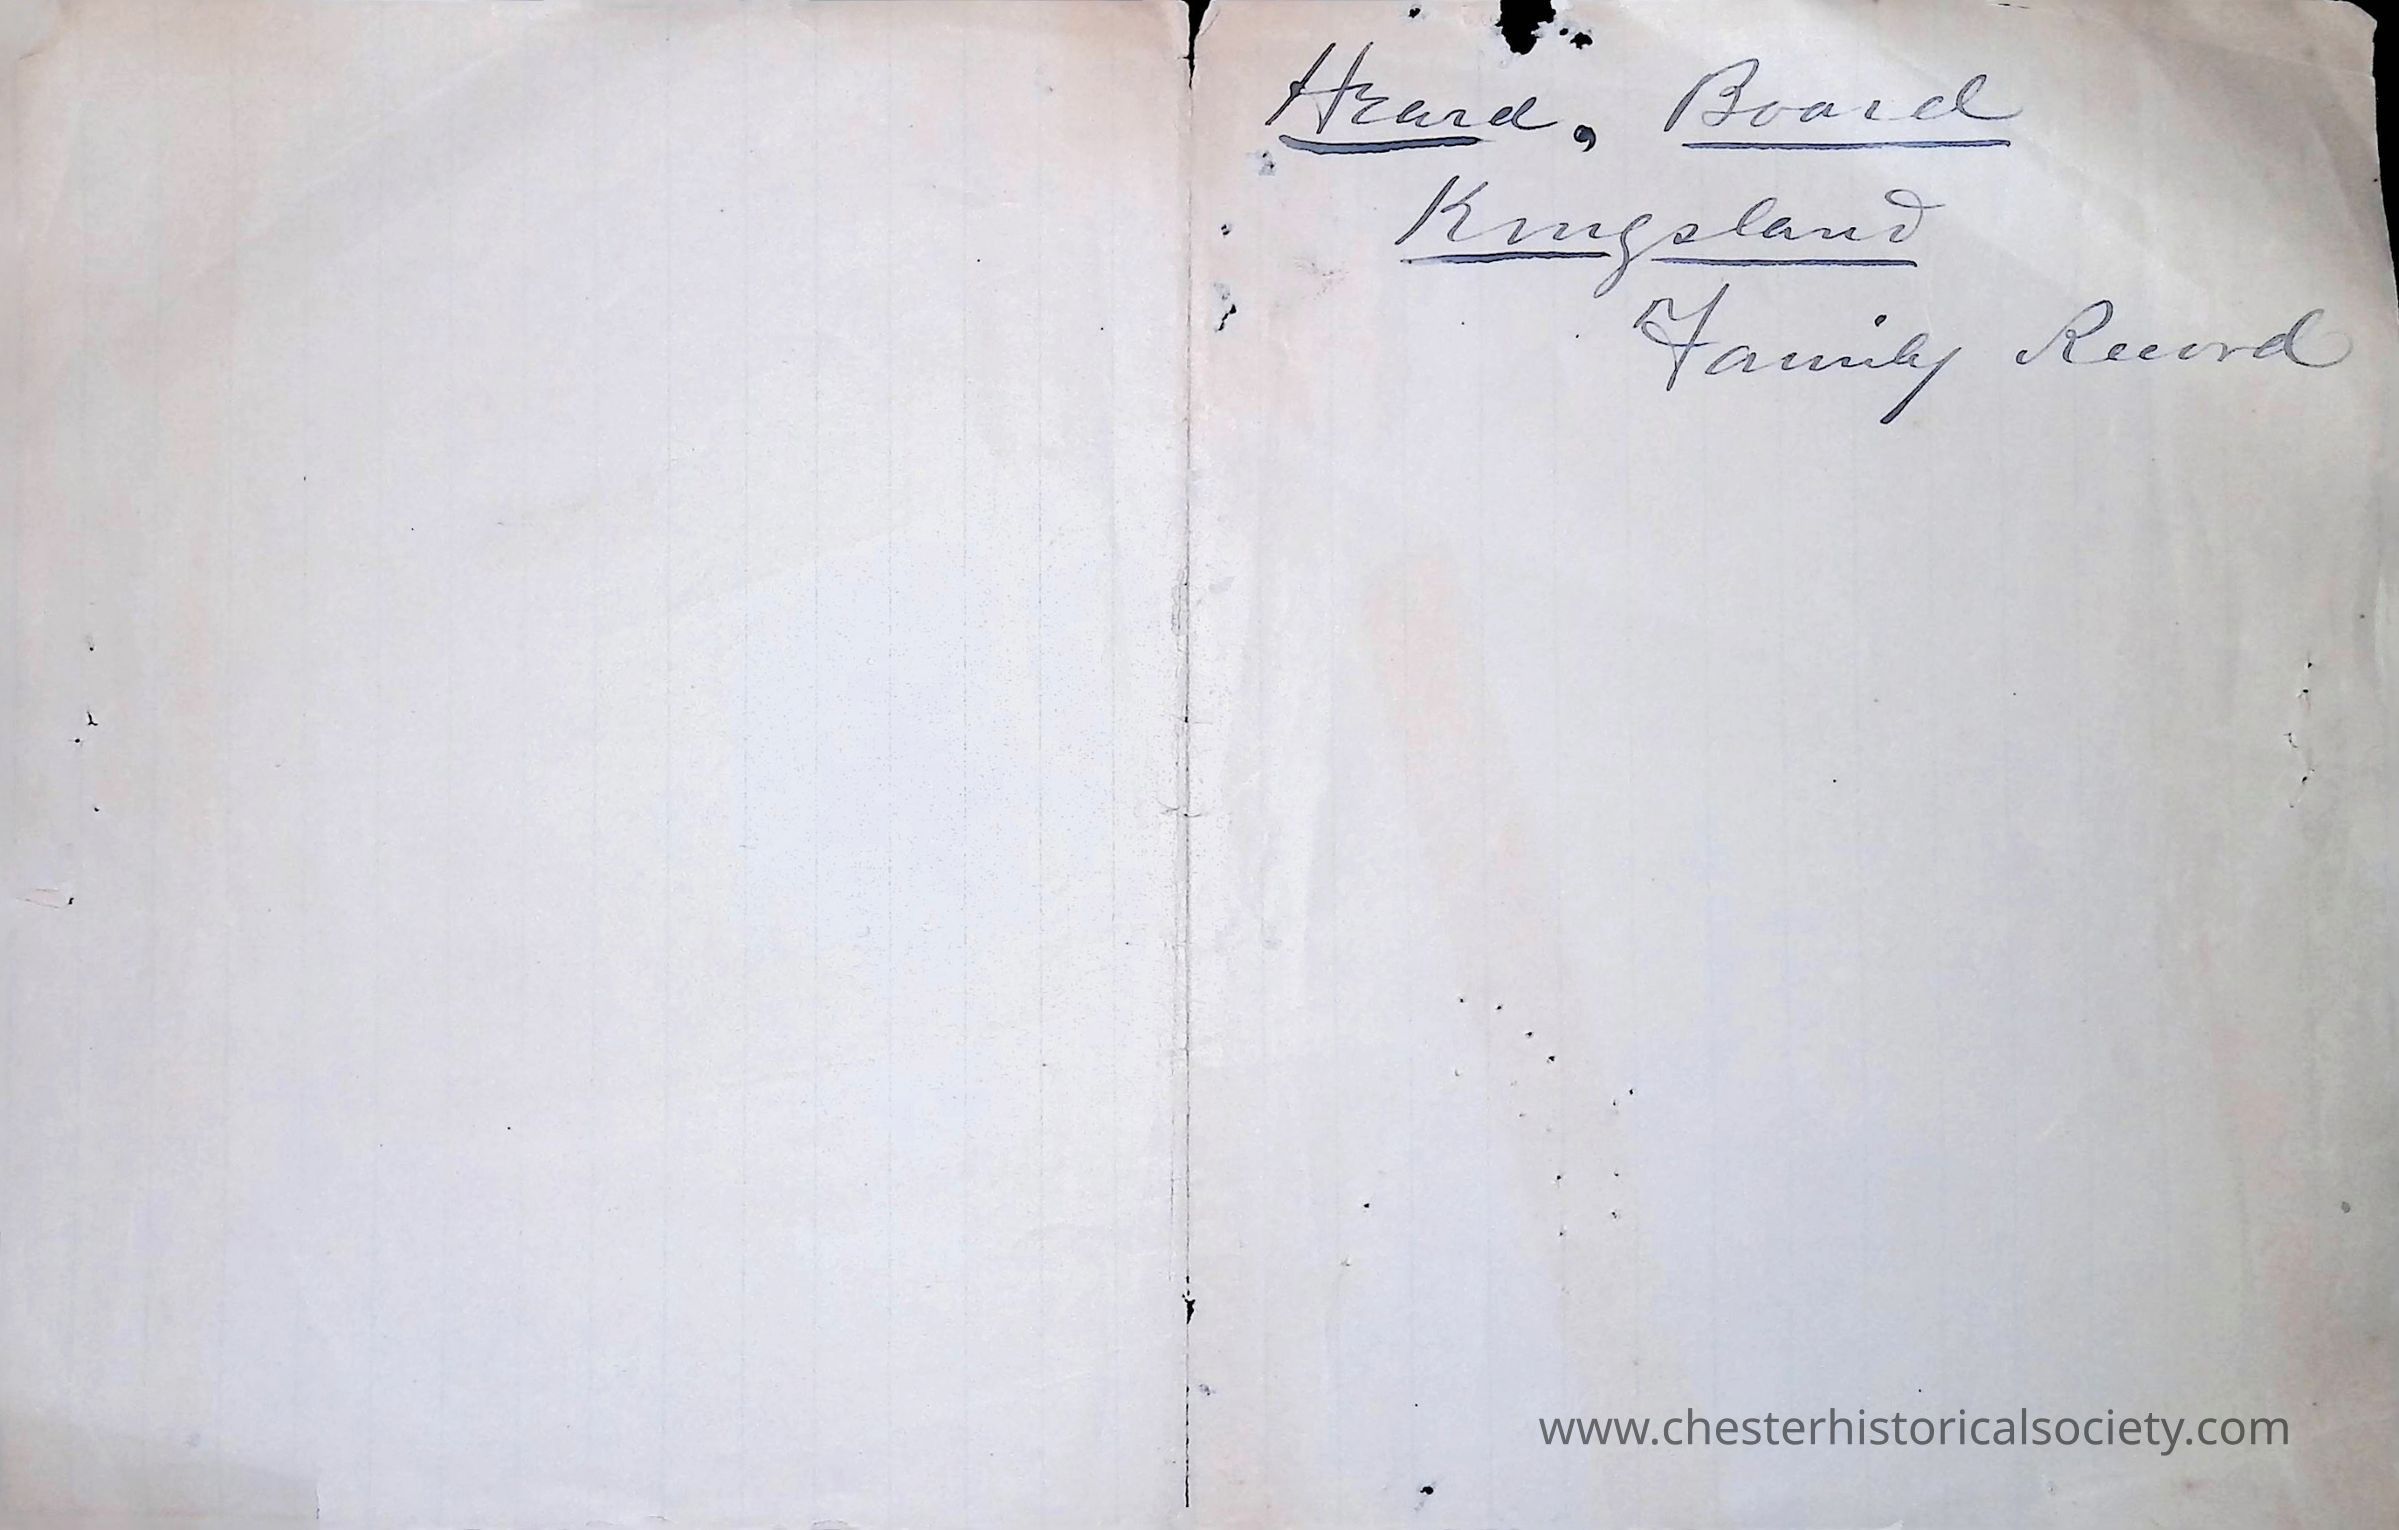 Heard, Board
Kingsland
Family Record
www.chesterhistoricalsociety.com